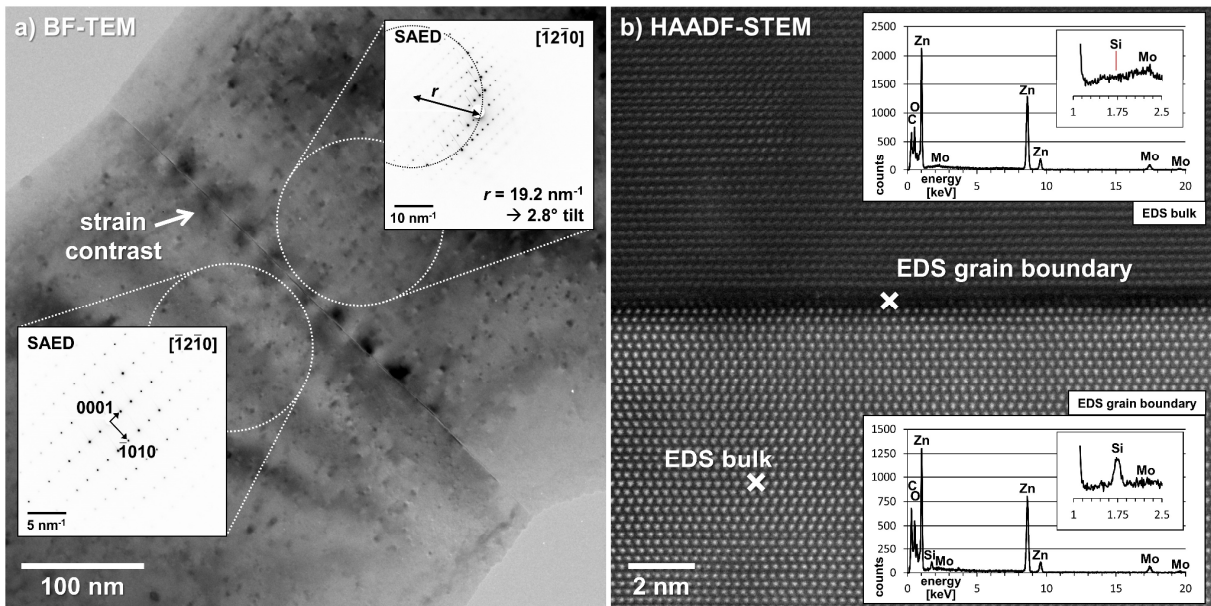 a) BF-TEM
SAED
[1̅21̅0]
r
r = 19.2 nm⁻¹
→ 2.8° tilt
10 nm⁻¹
strain
contrast
SAED
[1̅21̅0]
0001
1̅010
5 nm⁻¹
100 nm
b) HAADF-STEM
2500
2000
1500
1000
500
0
counts
Zn
O
C
Mo
Zn
Zn
Mo
Mo
0
5
10
15
20
energy
[keV]
Si
Mo
1
1.75
2.5
EDS bulk
EDS grain boundary
EDS bulk
2 nm
EDS grain boundary
1500
1250
1000
750
500
250
0
counts
Zn
C
O
Si
Mo
Zn
Zn
Mo
Mo
0
5
10
15
20
energy
[keV]
Si
Mo
1
1.75
2.5